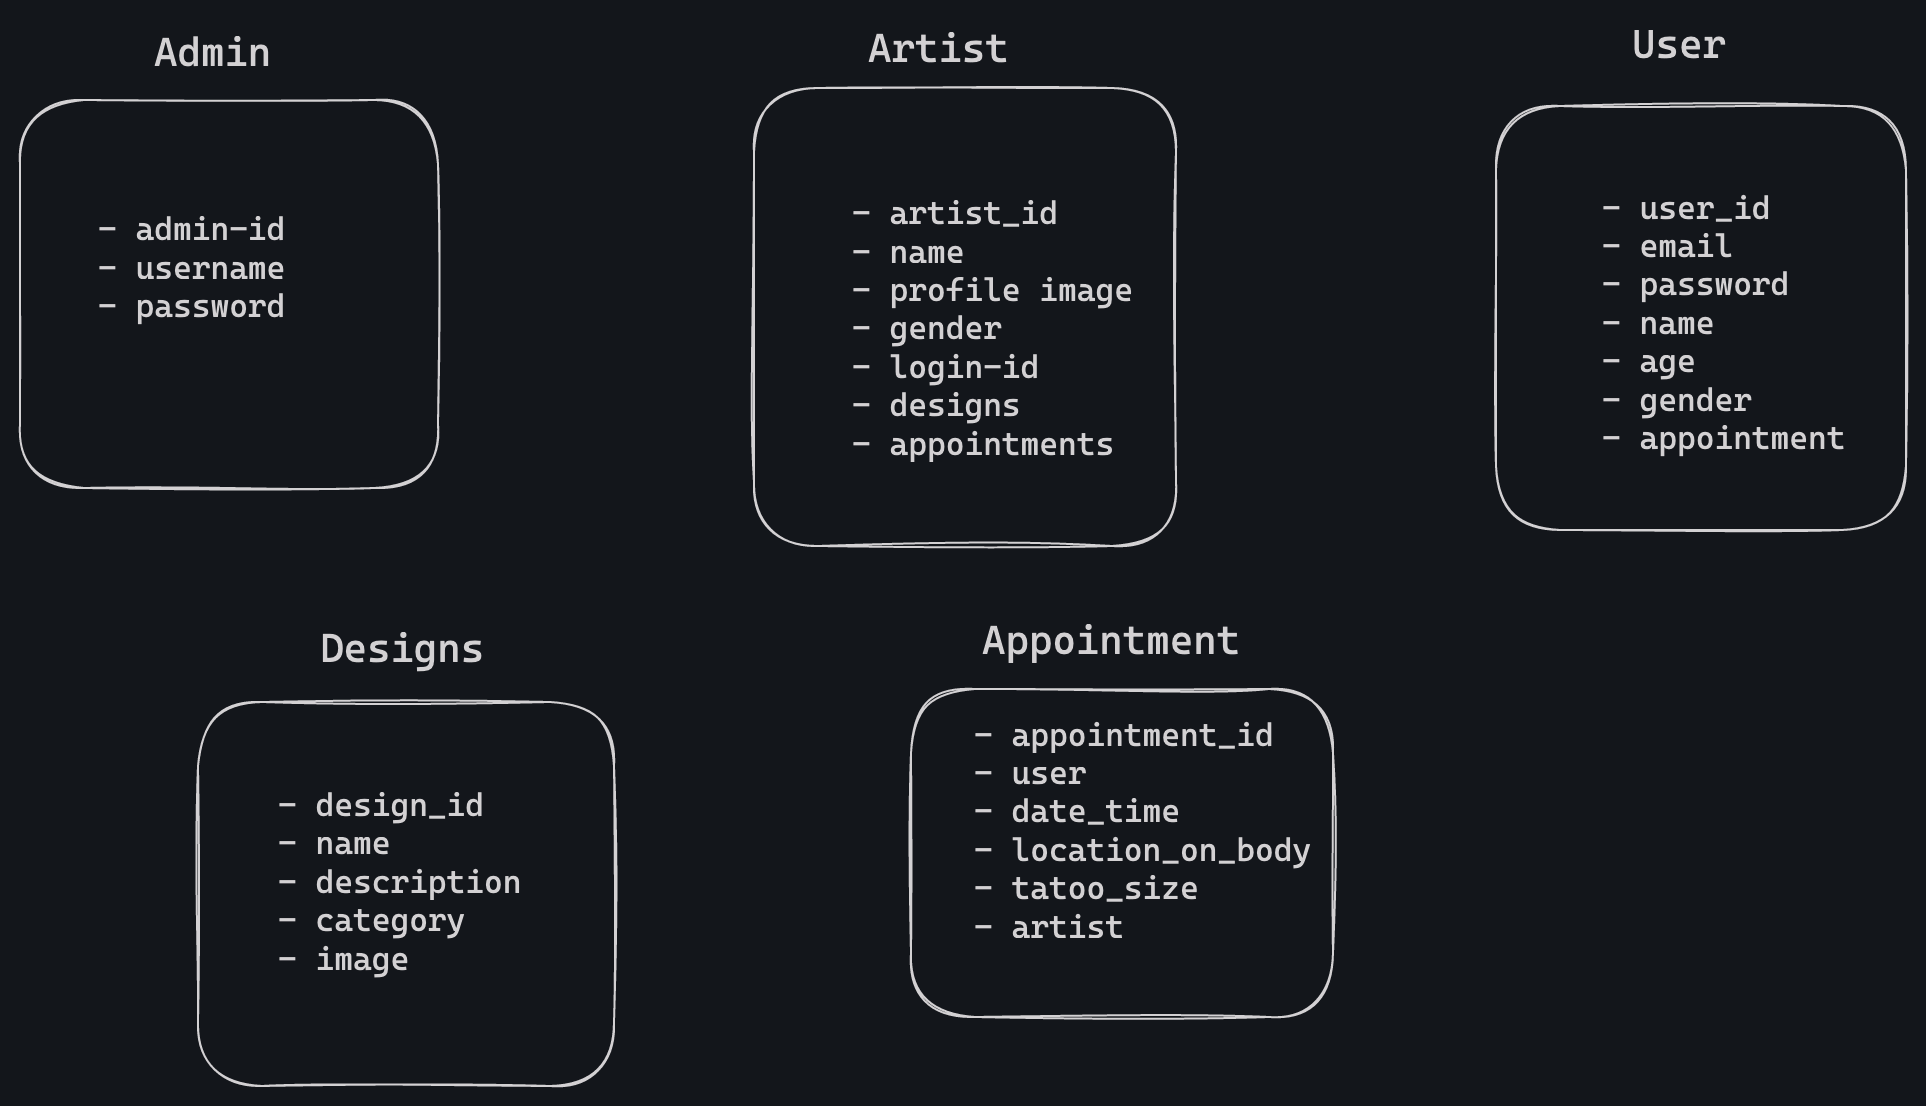 Admin
- admin-id
- username
- password
Artist
- artist_id
- name
- profile image
- gender
- login-id
- designs
- appointments
User
- user_id
- email
- password
- name
- age
- gender
- appointment
Designs
- design_id
- name
- description
- category
- image
Appointment
- appointment_id
- user
- date_time
- location_on_body
- tatoo_size
- artist